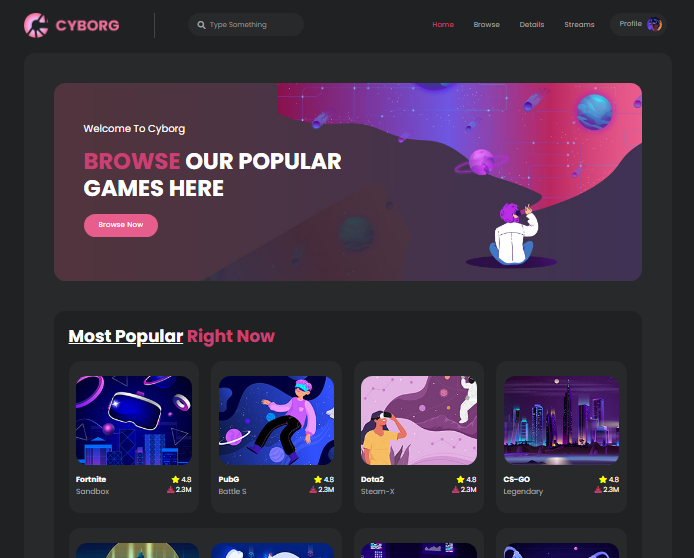 CYBORG
Type Something
Home Browse Details Streams Profile
Welcome To Cyborg
BROWSE OUR POPULAR
GAMES HERE
Browse Now
Most Popular Right Now
Fortnite 4.8
Sandbox 2.3M
PubG 4.8
Battle S 2.3M
Dota2 4.8
Steam-X 2.3M
CS-GO 4.8
Legendary 2.3M